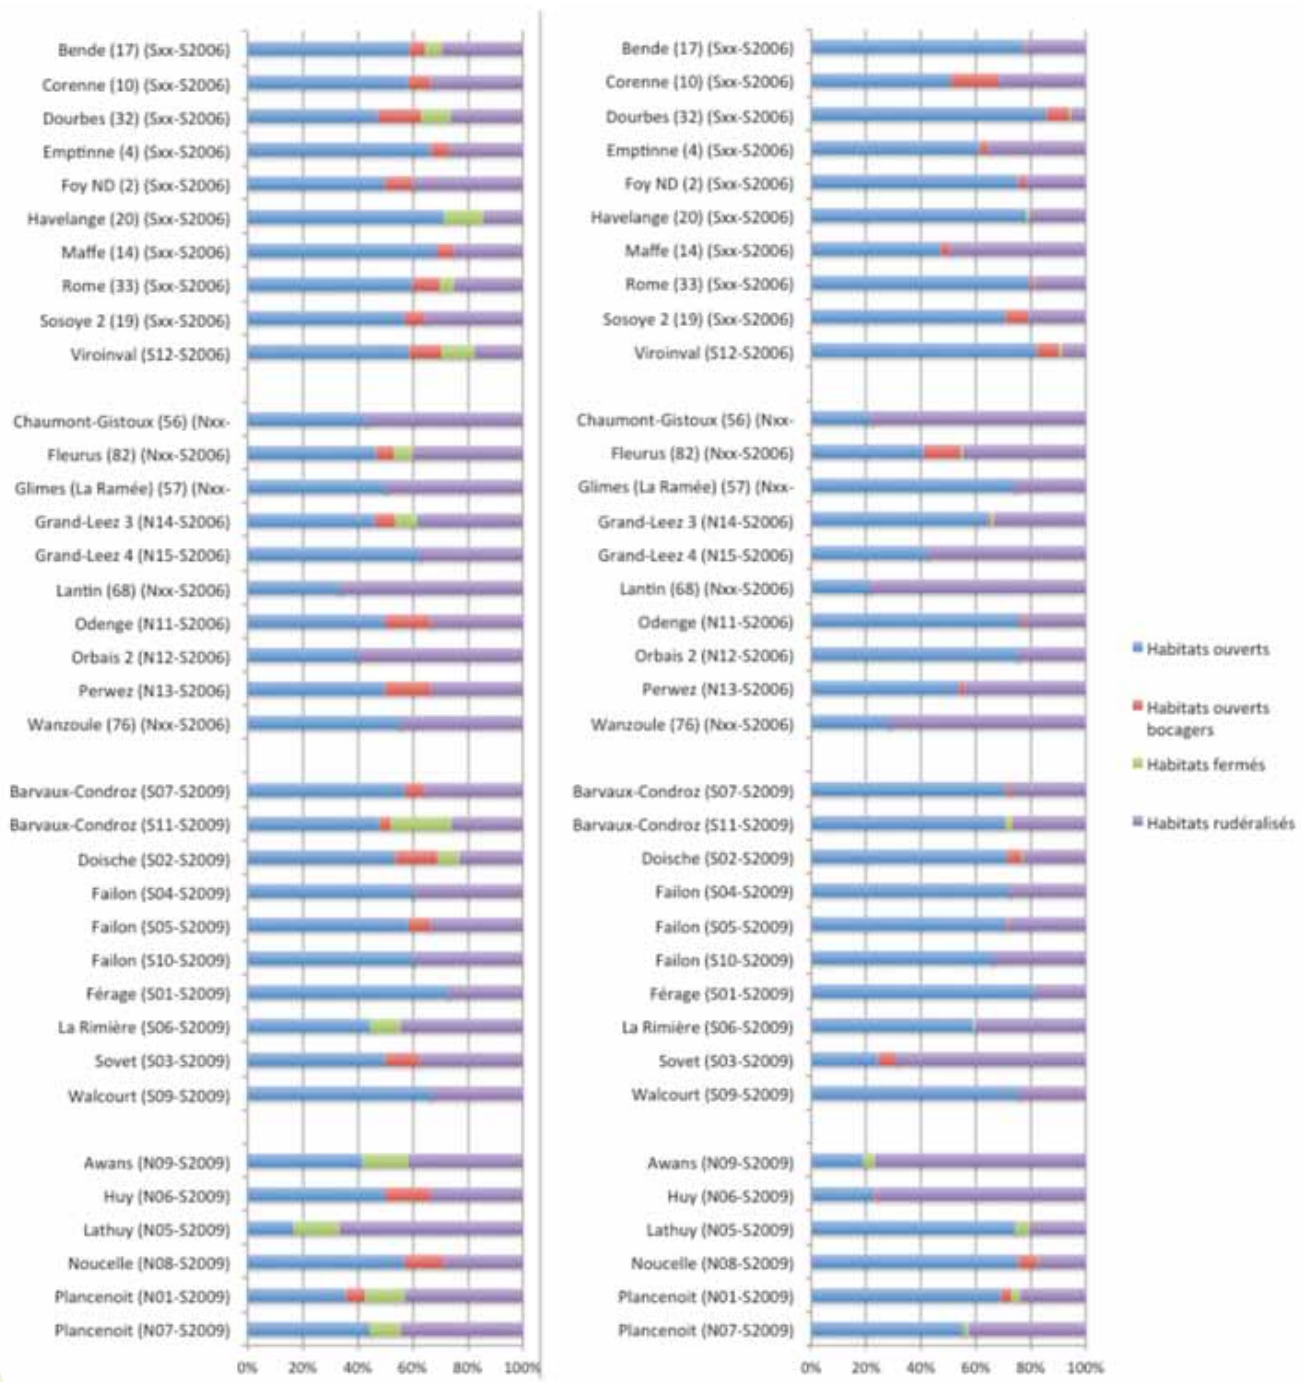 Bende (17) (Sxx-S2006)
Corenne (10) (Sxx-S2006)
Dourbes (32) (Sxx-S2006)
Emptinne (4) (Sxx-S2006)
Foy ND (2) (Sxx-S2006)
Havelange (20) (Sxx-S2006)
Maffe (14) (Sxx-S2006)
Rome (33) (Sxx-S2006)
Sosoye 2 (19) (Sxx-S2006)
Viroinval (S12-S2006)
Chaumont-Gistoux (56) (Nxx-
Fleurus (82) (Nxx-S2006)
Glimes (La Ramée) (57) (Nxx-
Grand-Leez 3 (N14-S2006)
Grand-Leez 4 (N15-S2006)
Lantin (68) (Nxx-S2006)
Odenge (N11-S2006)
Orbais 2 (N12-S2006)
Perwez (N13-S2006)
Wanzoule (76) (Nxx-S2006)
Barvaux-Condroz (S07-S2009)
Barvaux-Condroz (S11-S2009)
Doische (S02-S2009)
Failon (S04-S2009)
Failon (S05-S2009)
Failon (S10-S2009)
Férage (S01-S2009)
La Rimière (S06-S2009)
Sovet (S03-S2009)
Walcourt (S09-S2009)
Awans (N09-S2009)
Huy (N06-S2009)
Lathuy (N05-S2009)
Noucelle (N08-S2009)
Plancenoit (N01-S2009)
Plancenoit (N07-S2009)
0% 20% 40% 60% 80% 100%
Bende (17) (Sxx-S2006)
Corenne (10) (Sxx-S2006)
Dourbes (32) (Sxx-S2006)
Emptinne (4) (Sxx-S2006)
Foy ND (2) (Sxx-S2006)
Havelange (20) (Sxx-S2006)
Maffe (14) (Sxx-S2006)
Rome (33) (Sxx-S2006)
Sosoye 2 (19) (Sxx-S2006)
Viroinval (S12-S2006)
Chaumont-Gistoux (56) (Nxx-
Fleurus (82) (Nxx-S2006)
Glimes (La Ramée) (57) (Nxx-
Grand-Leez 3 (N14-S2006)
Grand-Leez 4 (N15-S2006)
Lantin (68) (Nxx-S2006)
Odenge (N11-S2006)
Orbais 2 (N12-S2006)
Perwez (N13-S2006)
Wanzoule (76) (Nxx-S2006)
Barvaux-Condroz (S07-S2009)
Barvaux-Condroz (S11-S2009)
Doische (S02-S2009)
Failon (S04-S2009)
Failon (S05-S2009)
Failon (S10-S2009)
Férage (S01-S2009)
La Rimière (S06-S2009)
Sovet (S03-S2009)
Walcourt (S09-S2009)
Awans (N09-S2009)
Huy (N06-S2009)
Lathuy (N05-S2009)
Noucelle (N08-S2009)
Plancenoit (N01-S2009)
Plancenoit (N07-S2009)
0% 20% 40% 60% 80% 100%
Habitats ouverts
Habitats ouverts
bocagers
Habitats fermés
Habitats rudéralisés